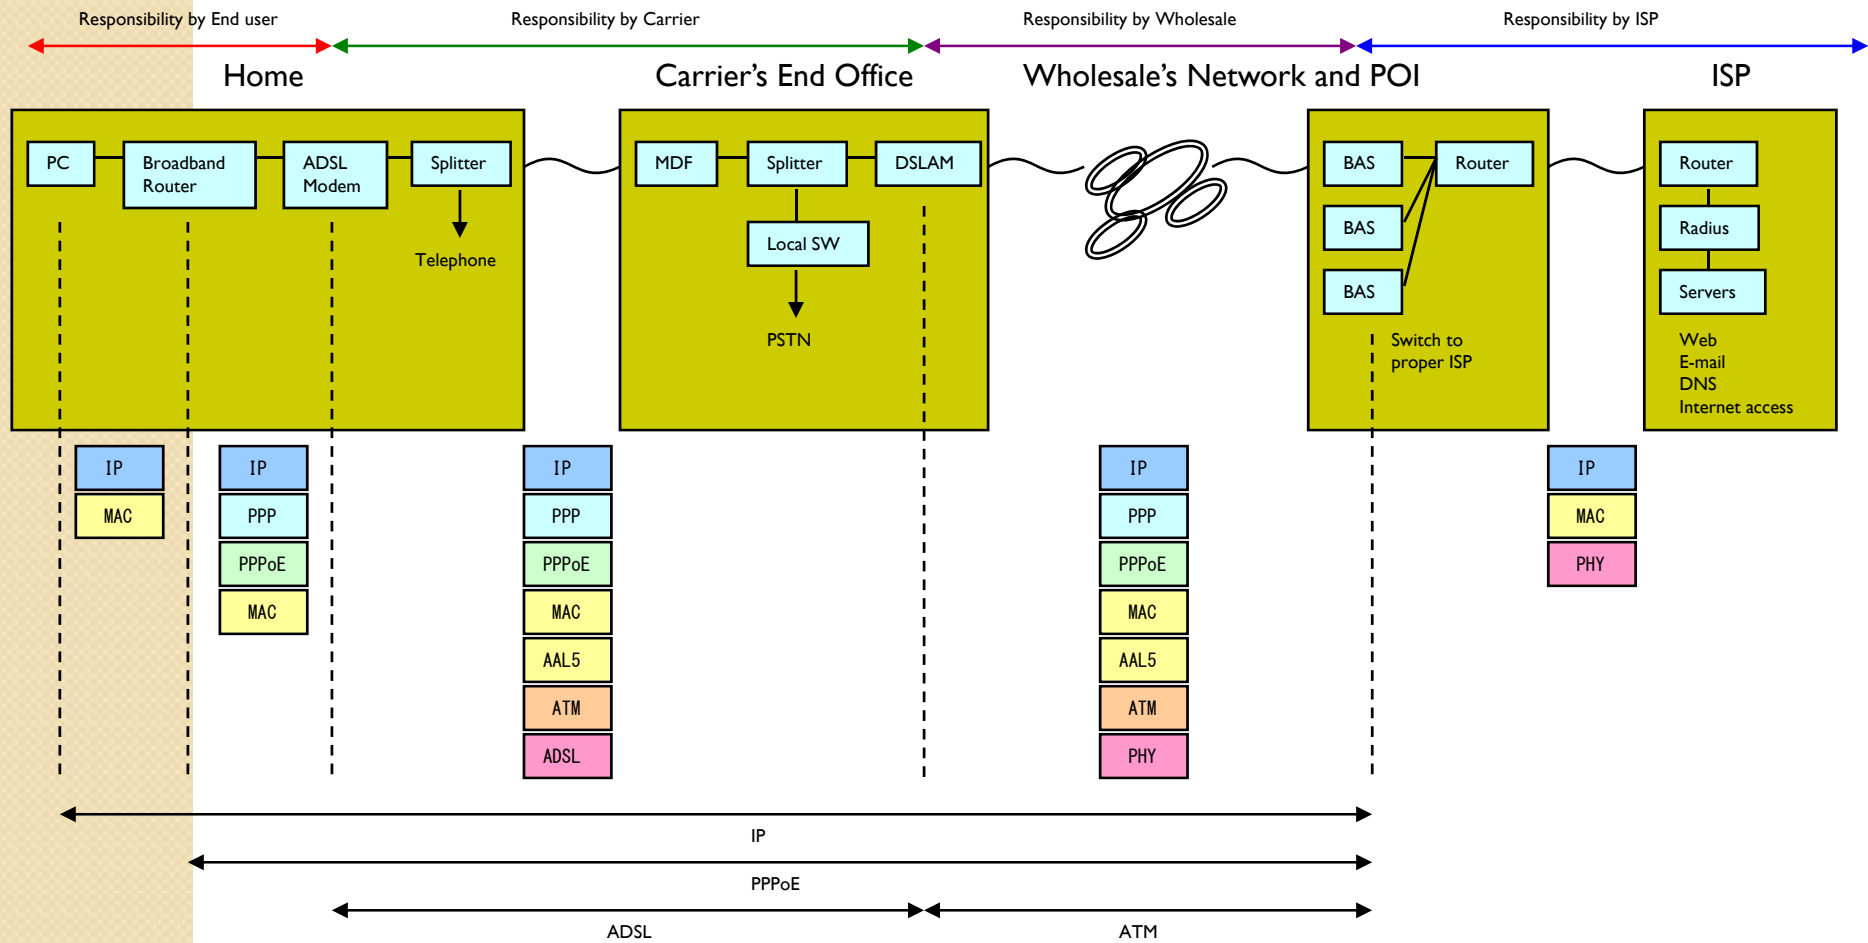 Responsibility by End user
Responsibility by Carrier
Responsibility by Wholesale
Responsibility by ISP
Home
Carrier's End Office
Wholesale's Network and POI
ISP
PC
Broadband
Router
ADSL
Modem
Splitter
Telephone
MDF
Splitter
DSLAM
Local SW
PSTN
BAS
Router
BAS
BAS
Switch to
proper ISP
Router
Radius
Servers
Web
E-mail
DNS
Internet access
IP
MAC
IP
PPP
PPPoE
MAC
IP
PPP
PPPoE
MAC
AAL5
ATM
ADSL
IP
PPP
PPPoE
MAC
AAL5
ATM
PHY
IP
MAC
PHY
IP
PPPoE
ADSL
ATM